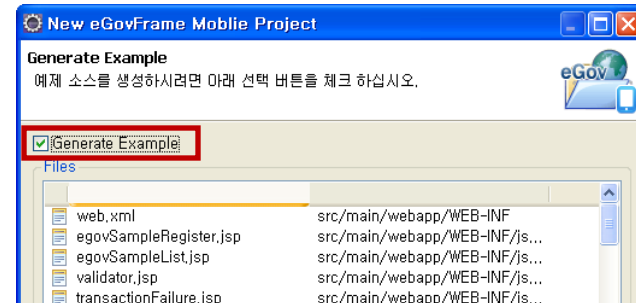 New eGovFrame Moblie Project
Generate Example
예제 소스를 생성하시려면 아래 선택 버튼을 체크 하십시오.
eGov
Generate Example
Files
web.xml src/main/webapp/WEB-INF
egovSampleRegister.jsp src/main/webapp/WEB-INF/js...
egovSampleList.jsp src/main/webapp/WEB-INF/js...
validator.jsp src/main/webapp/WEB-INF/js...
transactionFailure.jsp src/main/webapp/WEB-INF/js...